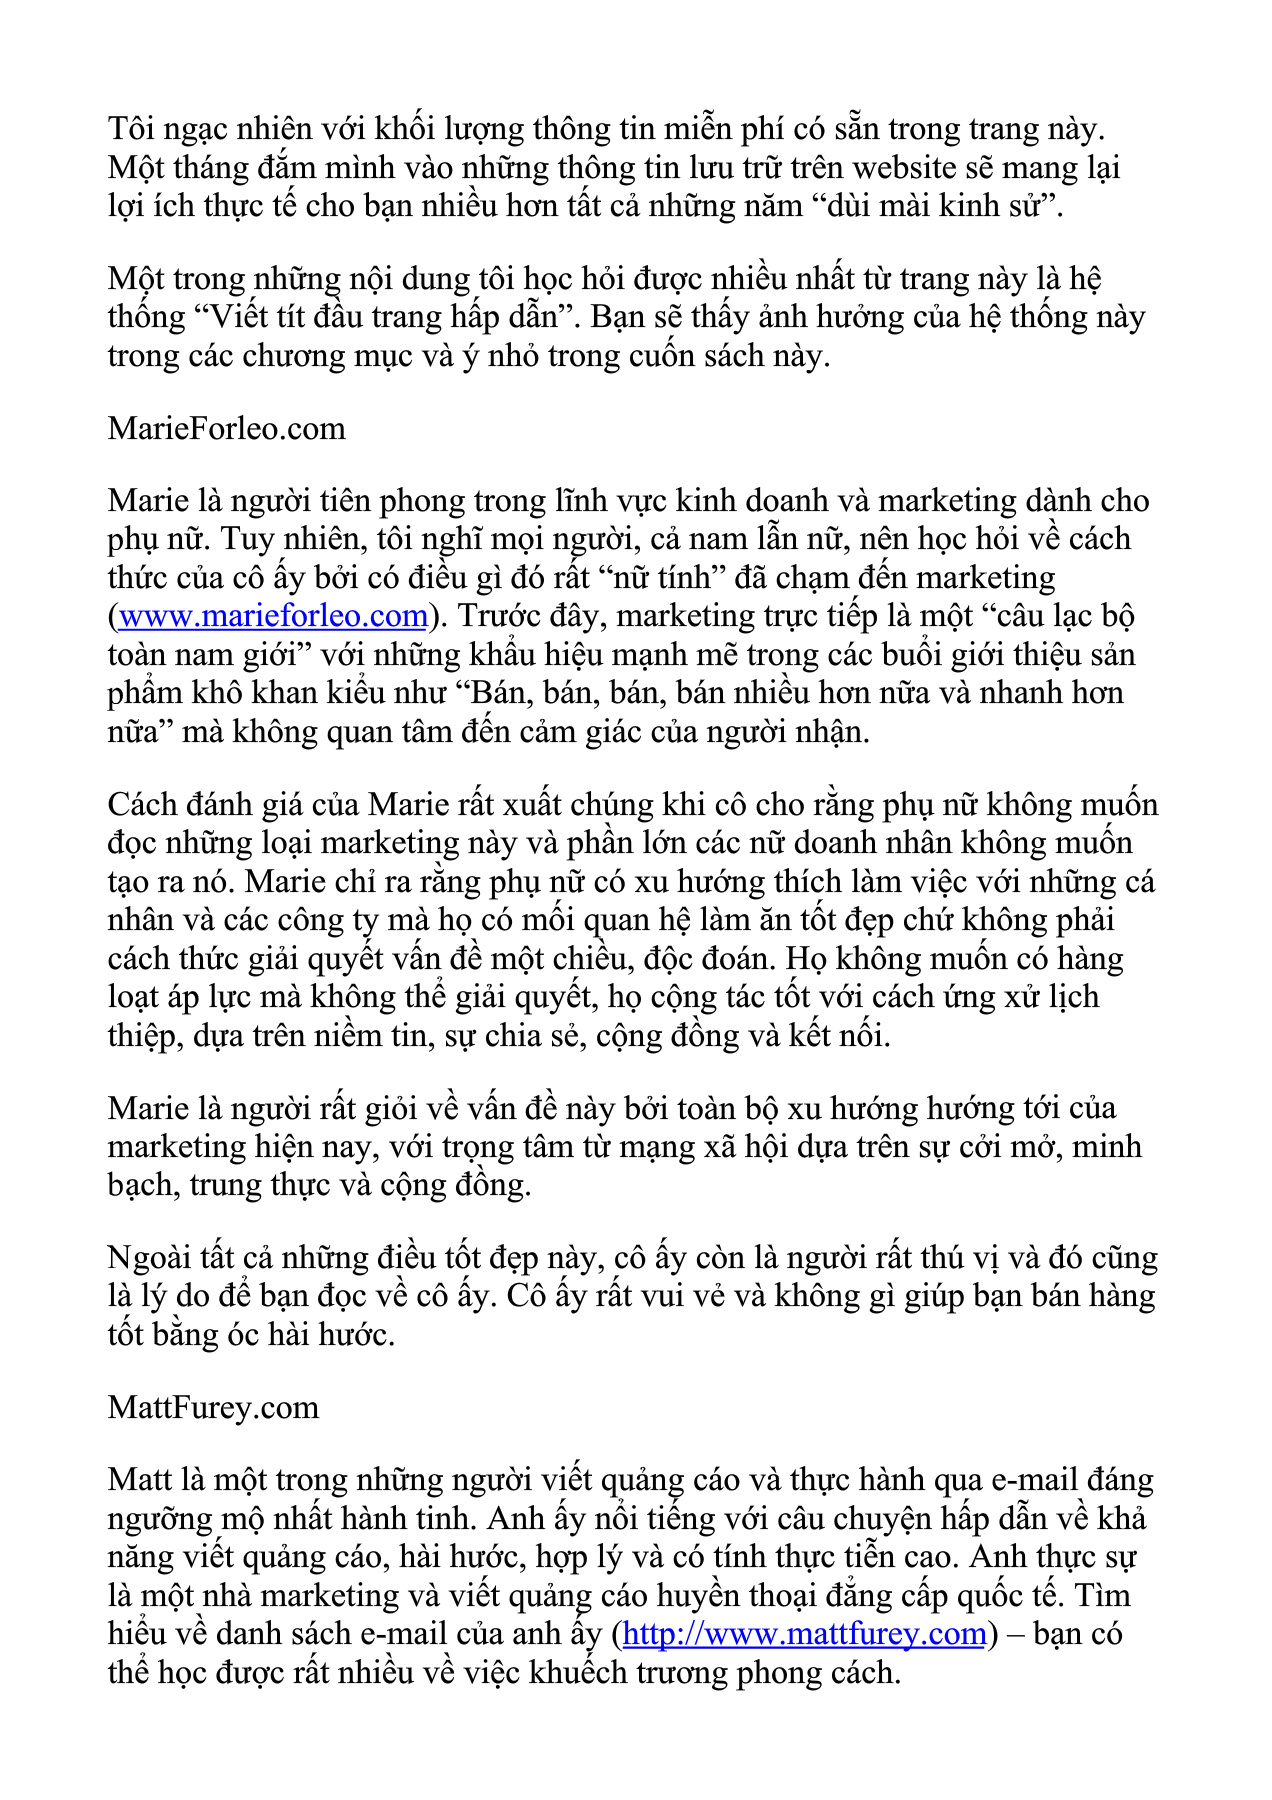 Tôi ngạc nhiên với khối lượng thông tin miễn phí có sẵn trong trang này.
Một tháng đắm mình vào những thông tin lưu trữ trên website sẽ mang lại
lợi ích thực tế cho bạn nhiều hơn tất cả những năm “dùi mài kinh sử”.
Một trong những nội dung tôi học hỏi được nhiều nhất từ trang này là hệ
thống “Viết tít đầu trang hấp dẫn”. Bạn sẽ thấy ảnh hưởng của hệ thống này
trong các chương mục và ý nhỏ trong cuốn sách này.
MarieForleo.com
Marie là người tiên phong trong lĩnh vực kinh doanh và marketing dành cho
phụ nữ. Tuy nhiên, tôi nghĩ mọi người, cả nam lẫn nữ, nên học hỏi về cách
thức của cô ấy bởi có điều gì đó rất “nữ tính” đã chạm đến marketing
(www.marieforleo.com). Trước đây, marketing trực tiếp là một “câu lạc bộ
toàn nam giới” với những khẩu hiệu mạnh mẽ trong các buổi giới thiệu sản
phẩm khô khan kiểu như “Bán, bán, bán, bán nhiều hơn nữa và nhanh hơn
nữa” mà không quan tâm đến cảm giác của người nhận.
Cách đánh giá của Marie rất xuất chúng khi cô cho rằng phụ nữ không muốn
đọc những loại marketing này và phần lớn các nữ doanh nhân không muốn
tạo ra nó. Marie chỉ ra rằng phụ nữ có xu hướng thích làm việc với những cá
nhân và các công ty mà họ có mối quan hệ làm ăn tốt đẹp chứ không phải
cách thức giải quyết vấn đề một chiều, độc đoán. Họ không muốn có hàng
loạt áp lực mà không thể giải quyết, họ cộng tác tốt với cách ứng xử lịch
thiệp, dựa trên niềm tin, sự chia sẻ, cộng đồng và kết nối.
Marie là người rất giỏi về vấn đề này bởi toàn bộ xu hướng hướng tới của
marketing hiện nay, với trọng tâm từ mạng xã hội dựa trên sự cởi mở, minh
bạch, trung thực và cộng đồng.
Ngoài tất cả những điều tốt đẹp này, cô ấy còn là người rất thú vị và đó cũng
là lý do để bạn đọc về cô ấy. Cô ấy rất vui vẻ và không gì giúp bạn bán hàng
tốt bằng óc hài hước.
MattFurey.com
Matt là một trong những người viết quảng cáo và thực hành qua e-mail đáng
ngưỡng mộ nhất hành tinh. Anh ấy nổi tiếng với câu chuyện hấp dẫn về khả
năng viết quảng cáo, hài hước, hợp lý và có tính thực tiễn cao. Anh thực sự
là một nhà marketing và viết quảng cáo huyền thoại đẳng cấp quốc tế. Tìm
hiểu về danh sách e-mail của anh ấy (http://www.mattfurey.com) – bạn có
thể học được rất nhiều về việc khuếch trương phong cách.